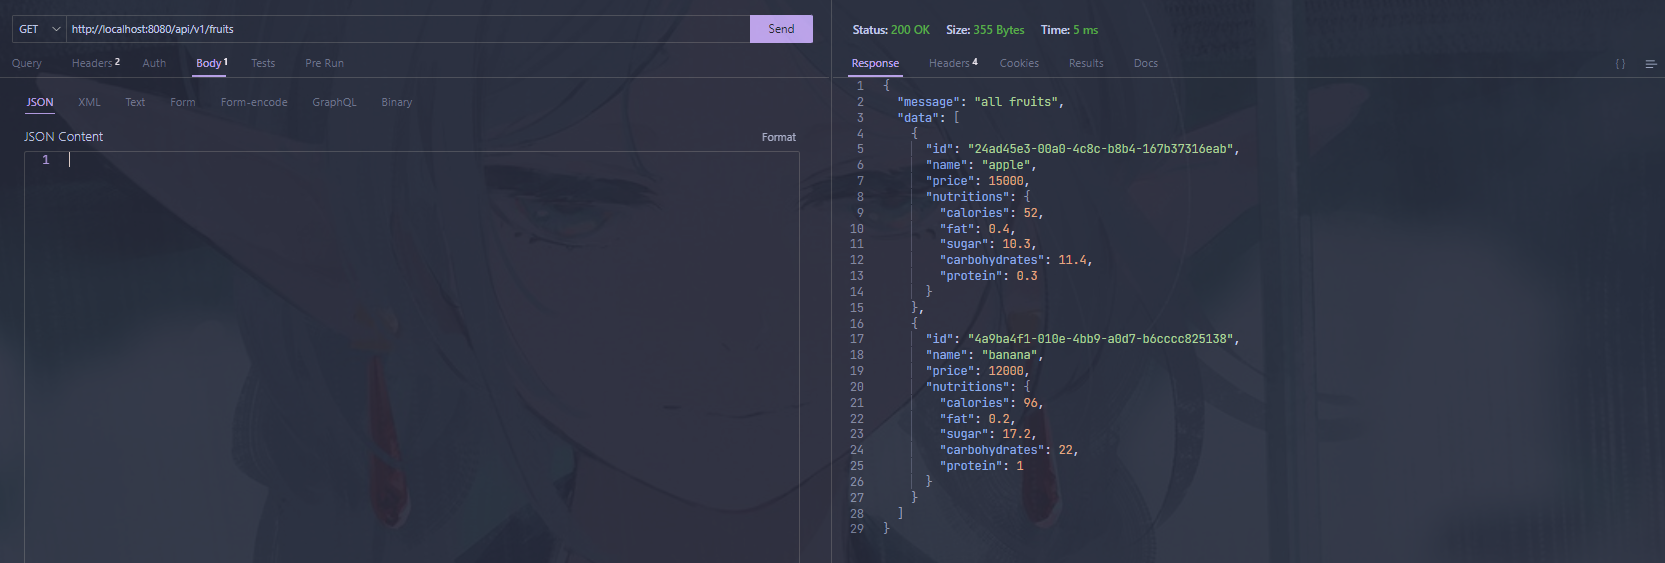 GET http://localhost:8080/api/v1/fruits Send
Query Headers 2 Auth Body 1 Tests Pre Run
JSON XML Text Form Form-encode GraphQL Binary
JSON Content Format
1
Status: 200 OK Size: 355 Bytes Time: 5 ms
Response Headers 4 Cookies Results Docs { }
1 {
2 "message": "all fruits",
3 "data": [
4 {
5 "id": "24ad45e3-00a0-4c8c-b8b4-167b37316eab",
6 "name": "apple",
7 "price": 15000,
8 "nutritions": {
9 "calories": 52,
10 "fat": 0.4,
11 "sugar": 10.3,
12 "carbohydrates": 11.4,
13 "protein": 0.3
14 }
15 },
16 {
17 "id": "4a9ba4f1-010e-4bb9-a0d7-b6cccc825138",
18 "name": "banana",
19 "price": 12000,
20 "nutritions": {
21 "calories": 96,
22 "fat": 0.2,
23 "sugar": 17.2,
24 "carbohydrates": 22,
25 "protein": 1
26 }
27 }
28 ]
29 }